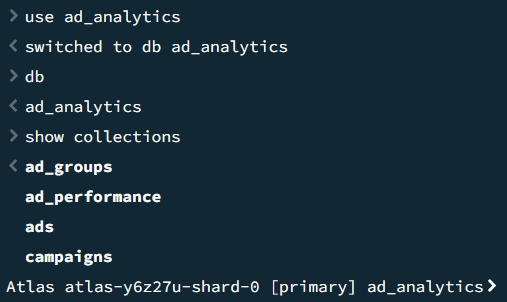 > use ad_analytics
< switched to db ad_analytics
> db
< ad_analytics
> show collections
< ad_groups
ad_performance
ads
campaigns
Atlas atlas-y6z27u-shard-0 [primary] ad_analytics>